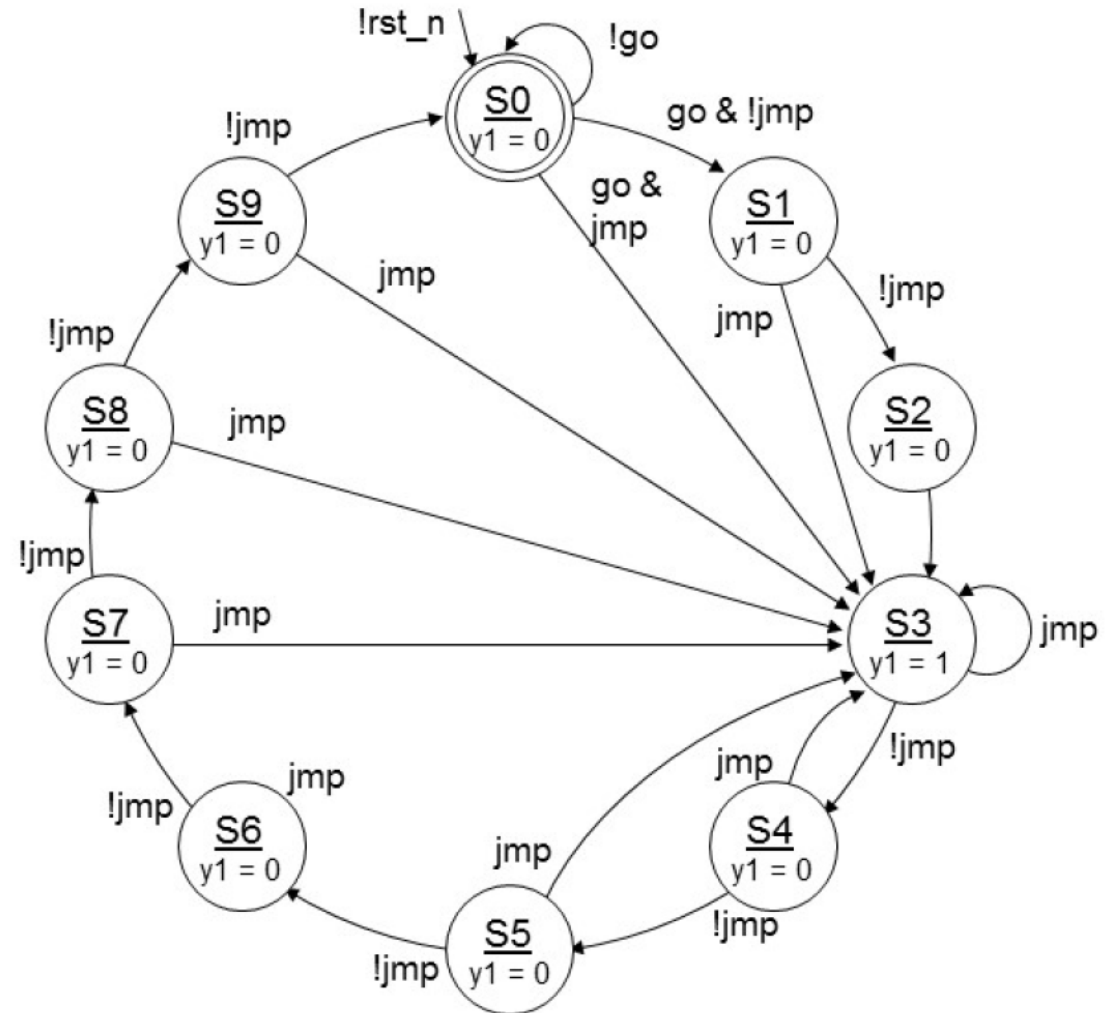 !rst_n
!go
S0
y1 = 0
go & !jmp
go &
jmp
!jmp
S9
y1 = 0
jmp
S1
y1 = 0
!jmp
jmp
!jmp
S8
y1 = 0
jmp
S2
y1 = 0
!jmp
S7
y1 = 0
jmp
S3
y1 = 1
jmp
!jmp
jmp
!jmp
S6
y1 = 0
jmp
S4
y1 = 0
!jmp
jmp
S5
y1 = 0
!jmp